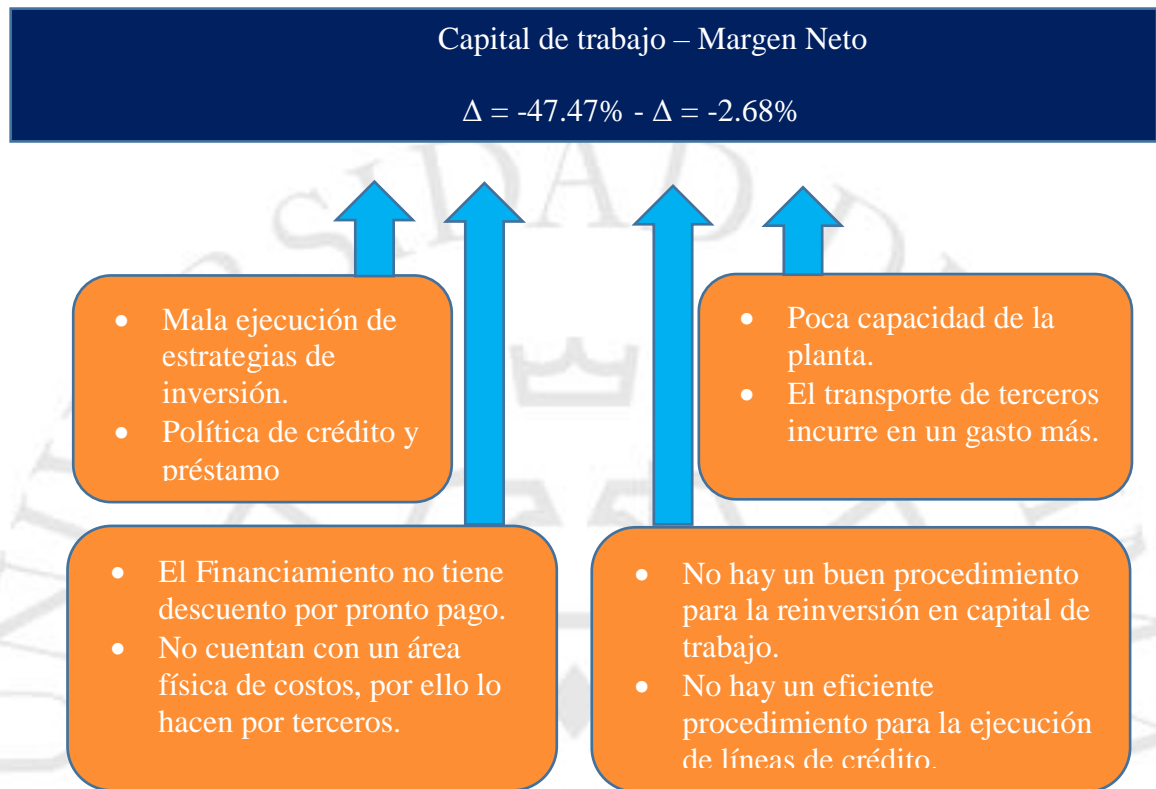 Capital de trabajo – Margen Neto
Δ = -47.47% - Δ = -2.68%
• Mala ejecución de
estrategias de
inversión.
• Política de crédito y
préstamo
• Poca capacidad de la
planta.
• El transporte de terceros
incurre en un gasto más.
• El Financiamiento no tiene
descuento por pronto pago.
• No cuentan con un área
física de costos, por ello lo
hacen por terceros.
• No hay un buen procedimiento
para la reinversión en capital de
trabajo.
• No hay un eficiente
procedimiento para la ejecución
de líneas de crédito.